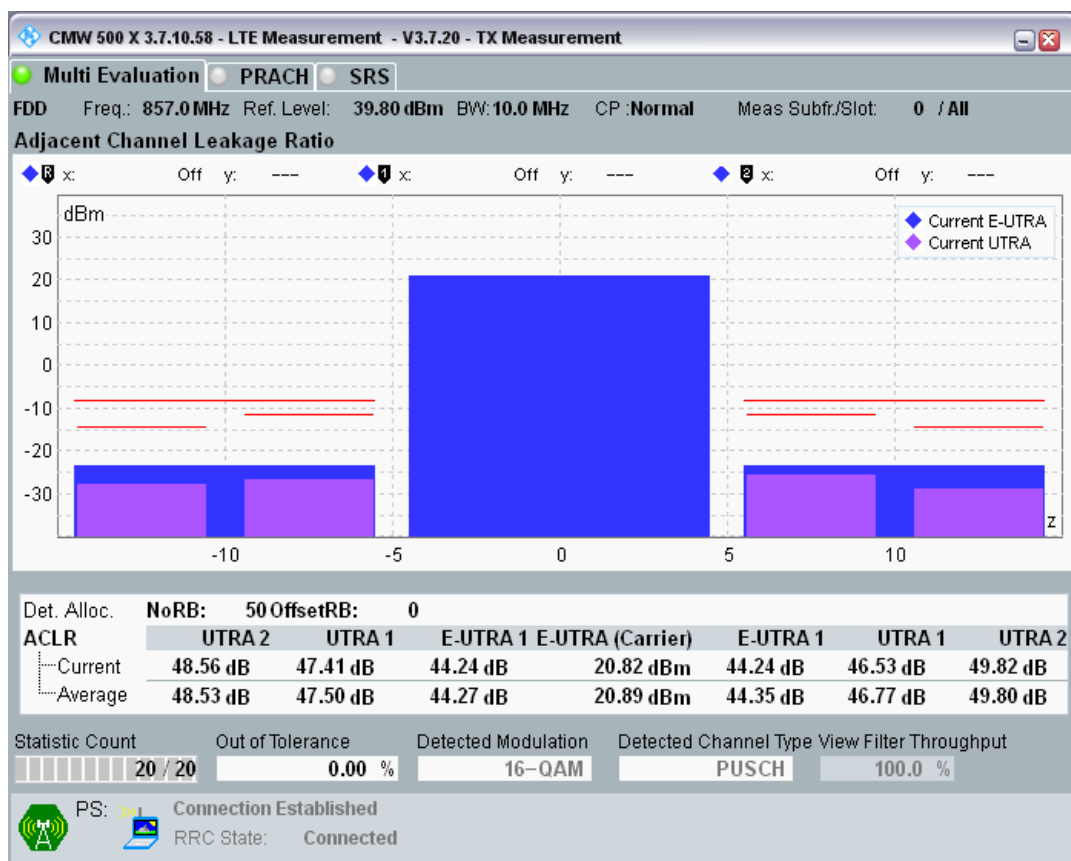 CMW 500 X 3.7.10.58 - LTE Measurement - V3.7.20 - TX Measurement
Multi Evaluation PRACH SRS
FDD Freq.: 857.0 MHz Ref. Level: 39.80 dBm BW: 10.0 MHz CP :Normal Meas Subfr./Slot: 0 / All
Adjacent Channel Leakage Ratio
R x: Off y: --- 1 x: Off y: --- 2 x: Off y: ---
dBm
Current E-UTRA
Current UTRA
30
20
10
0
-10
-20
-30
z
-10 -5 0 5 10
Det. Alloc. NoRB: 50 OffsetRB: 0
ACLR UTRA 2 UTRA 1 E-UTRA 1 E-UTRA (Carrier) E-UTRA 1 UTRA 1 UTRA 2
Current 48.56 dB 47.41 dB 44.24 dB 20.82 dBm 44.24 dB 46.53 dB 49.82 dB
Average 48.53 dB 47.50 dB 44.27 dB 20.89 dBm 44.35 dB 46.77 dB 49.80 dB
Statistic Count Out of Tolerance Detected Modulation Detected Channel Type View Filter Throughput
20 / 20 0.00 % 16-QAM PUSCH 100.0 %
PS: Connection Established
RRC State: Connected